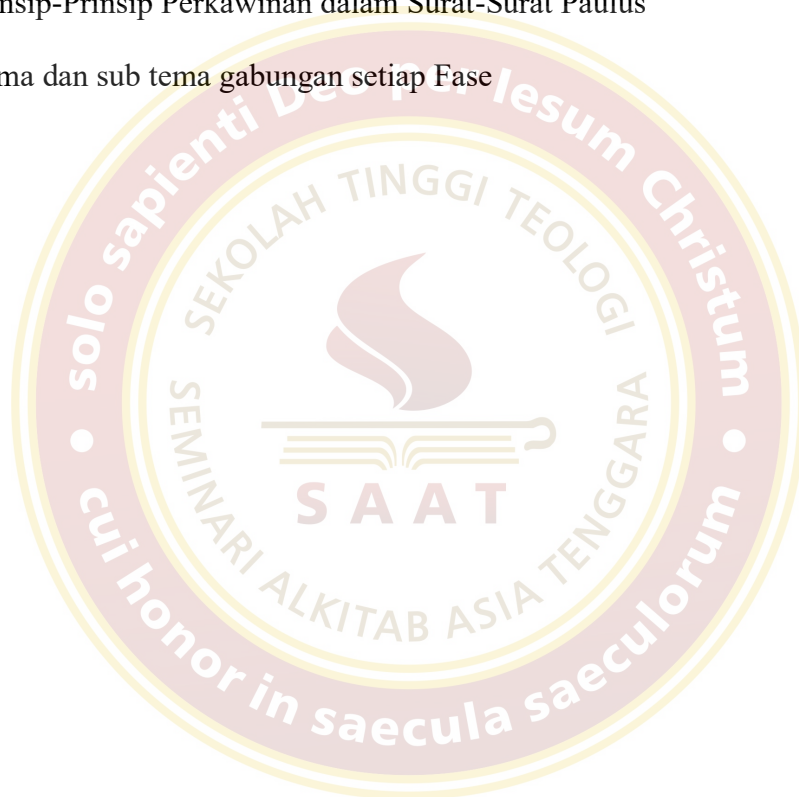 nsip-Prinsip Perkawinan dalam Surat-Surat Paulus
ma dan sub tema gabungan setiap Fase
solo sapienti Deo per Iesum Christum
SEKOLAH TINGGI TEOLOGI
SEMINARI ALKITAB ASIA TENGGARA
SAAT
cui honor in saecula saeculorum